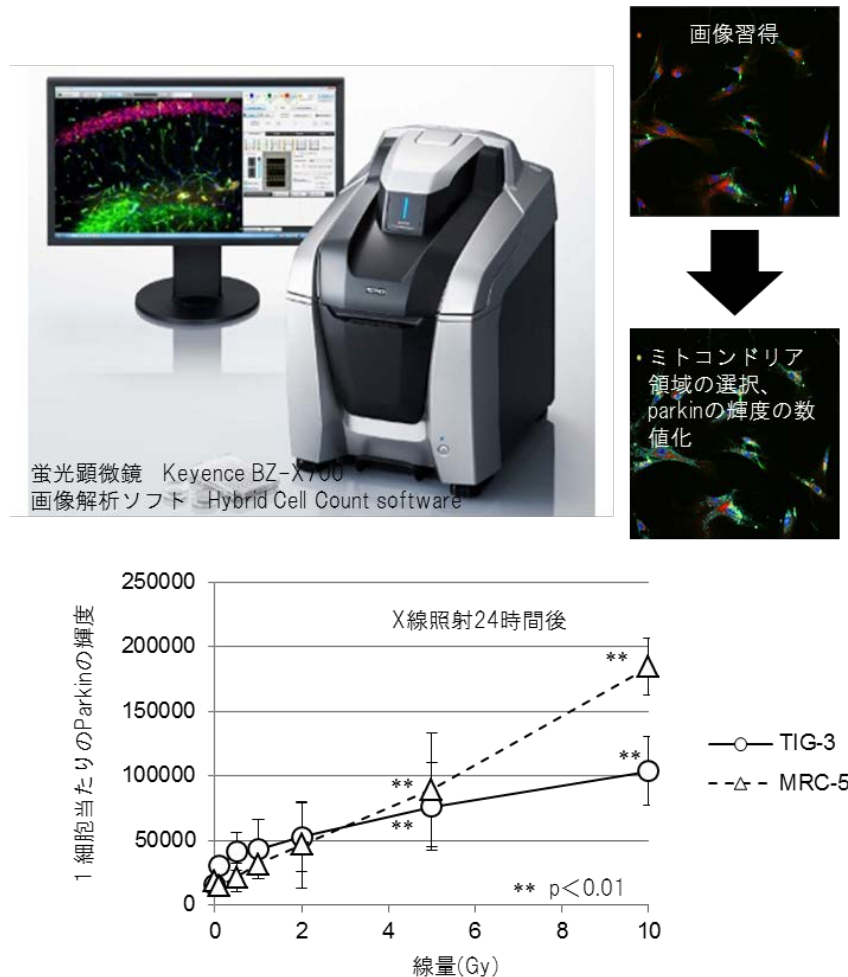 画像習得
ミトコンドリア
領域の選択、
parkinの輝度の数
値化
蛍光顕微鏡 Keyence BZ-X700
画像解析ソフト Hybrid Cell Count software
1細胞当たりのParkinの輝度
250000
200000
150000
100000
50000
0
X線照射24時間後
**
**
**
**
** p<0.01
TIG-3
MRC-5
0
2
4
6
8
10
線量(Gy)